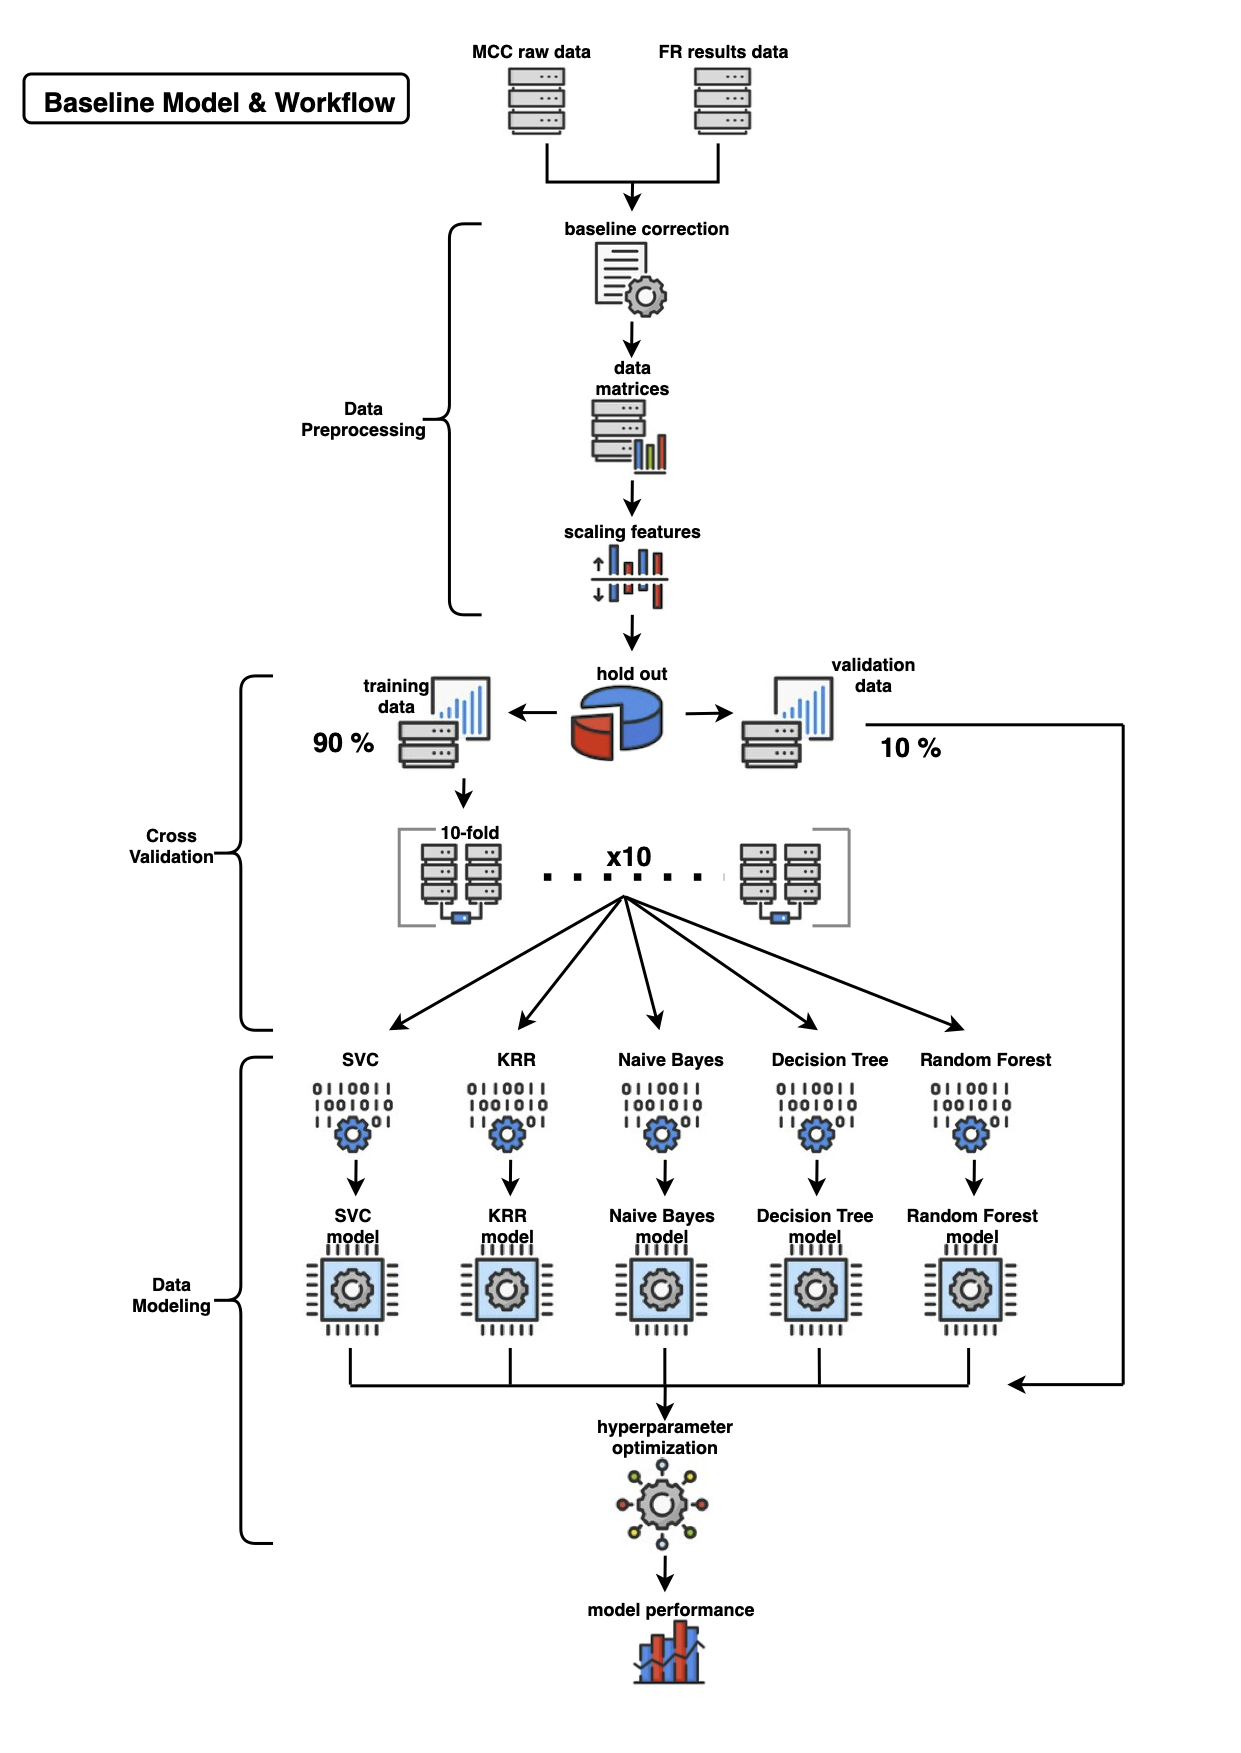 MCC raw data
FR results data
Baseline Model & Workflow
baseline correction
data
matrices
Data
Preprocessing
scaling features
hold out
training
data
90 %
validation
data
10 %
10-fold
x10
Cross
Validation
SVC
KRR
Naive Bayes
Decision Tree
Random Forest
0110011
1001010
11 01
0110011
1001010
11 01
0110011
1001010
11 01
0110011
1001010
11 01
0110011
1001010
11 01
SVC
model
KRR
model
Naive Bayes
model
Decision Tree
model
Random Forest
model
Data
Modeling
hyperparameter
optimization
model performance